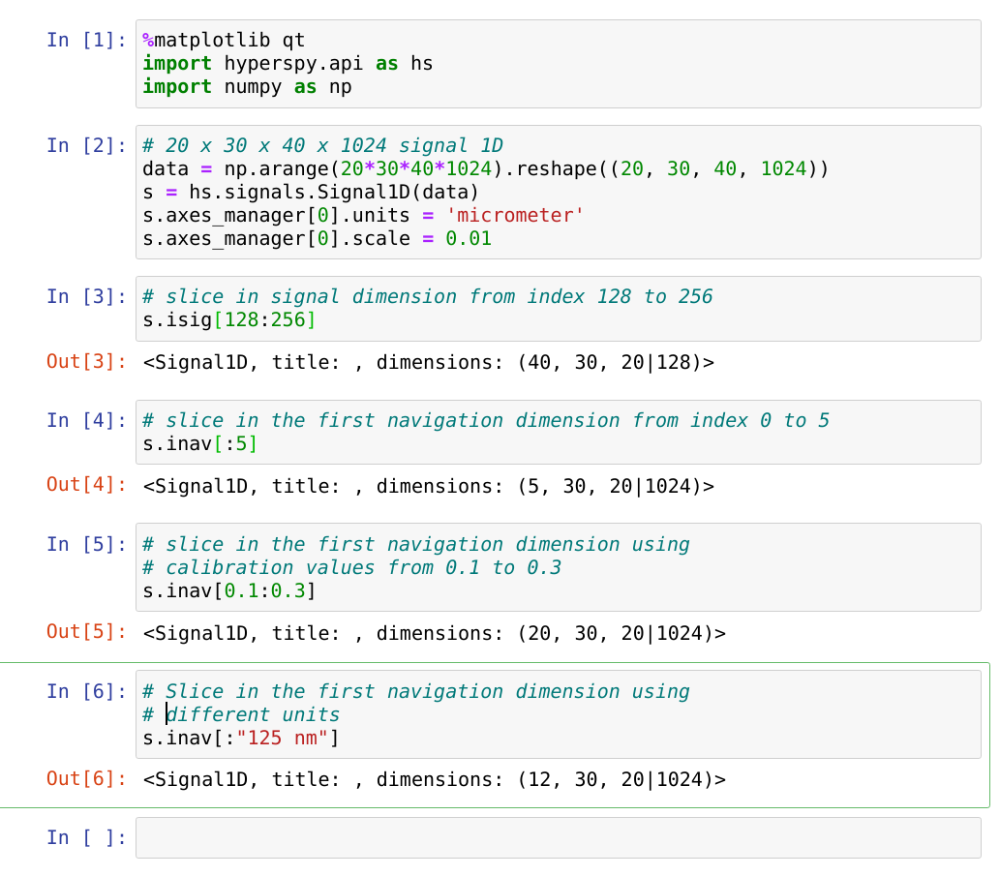 In [1]: %matplotlib qt
import hyperspy.api as hs
import numpy as np
In [2]: # 20 x 30 x 40 x 1024 signal 1D
data = np.arange(20*30*40*1024).reshape((20, 30, 40, 1024))
s = hs.signals.Signal1D(data)
s.axes_manager[0].units = 'micrometer'
s.axes_manager[0].scale = 0.01
In [3]: # slice in signal dimension from index 128 to 256
s.isig[128:256]
Out[3]: <Signal1D, title: , dimensions: (40, 30, 20|128)>
In [4]: # slice in the first navigation dimension from index 0 to 5
s.inav[:5]
Out[4]: <Signal1D, title: , dimensions: (5, 30, 20|1024)>
In [5]: # slice in the first navigation dimension using
# calibration values from 0.1 to 0.3
s.inav[0.1:0.3]
Out[5]: <Signal1D, title: , dimensions: (20, 30, 20|1024)>
In [6]: # Slice in the first navigation dimension using
# different units
s.inav[:"125 nm"]
Out[6]: <Signal1D, title: , dimensions: (12, 30, 20|1024)>
In [ ]: